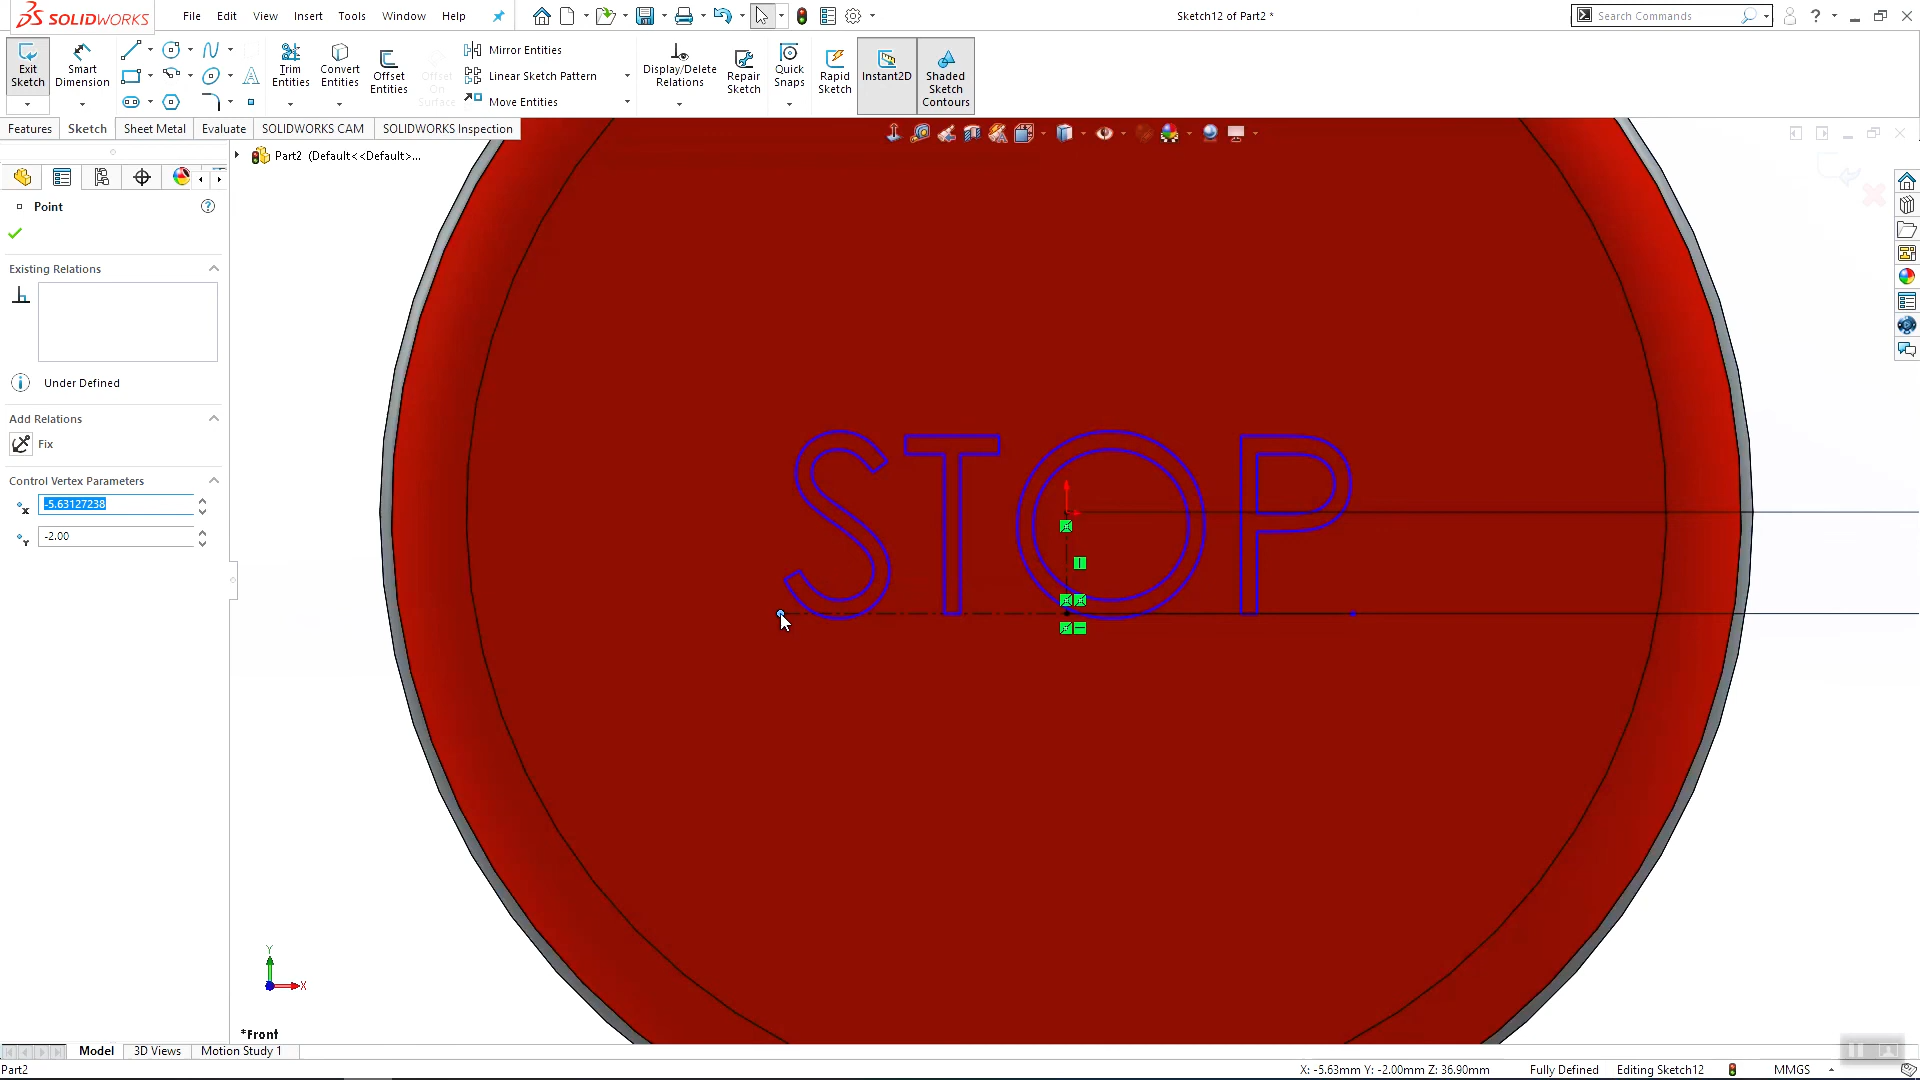 SOLIDWORKS
File Edit View Insert Tools Window Help
Sketch12 of Part2 *
Search Commands
Exit Sketch
Smart Dimension
Trim Entities
Convert Entities
Offset Entities
Offset On Surface
Mirror Entities
Linear Sketch Pattern
Move Entities
Display/Delete Relations
Repair Sketch
Quick Snaps
Rapid Sketch
Instant2D
Shaded Sketch Contours
Features Sketch Sheet Metal Evaluate SOLIDWORKS CAM SOLIDWORKS Inspection
Part2 (Default<<Default>...
Point
Existing Relations
Under Defined
Add Relations
Fix
Control Vertex Parameters
-5.63127238
-2.00
STOP
Y
X
*Front
Model 3D Views Motion Study 1
Part2
X: -5.63mm Y: -2.00mm Z: 36.90mm Fully Defined Editing Sketch12 MMGS